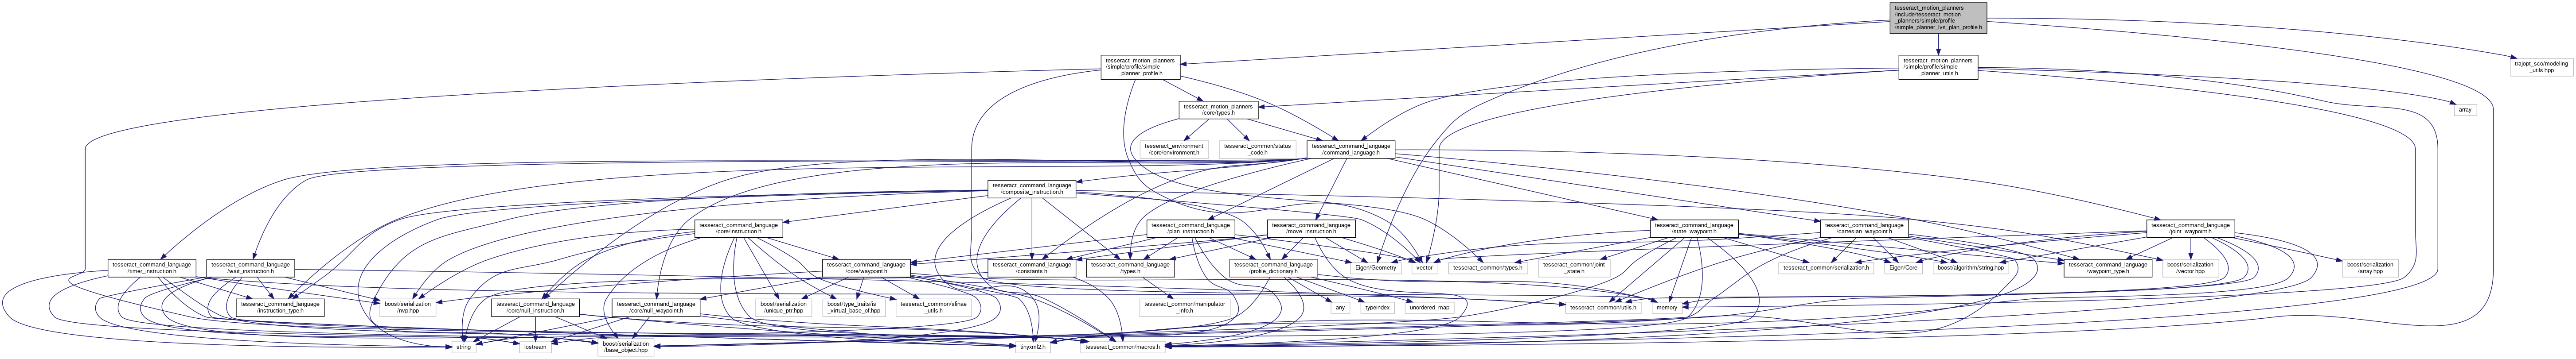 tesseract_motion_planners
/include/tesseract_motion
_planners/simple/profile
/simple_planner_lvs_plan_profile.h
tesseract_motion_planners
/simple/profile/simple
_planner_profile.h
tesseract_motion_planners
/simple/profile/simple
_planner_utils.h
trajopt_sco/modeling
_utils.hpp
tesseract_motion_planners
/core/types.h
array
tesseract_environment
/core/environment.h
tesseract_common/status
_code.h
tesseract_command_language
/command_language.h
tesseract_command_language
/composite_instruction.h
tesseract_command_language
/core/instruction.h
tesseract_command_language
/plan_instruction.h
tesseract_command_language
/move_instruction.h
tesseract_command_language
/state_waypoint.h
tesseract_command_language
/cartesian_waypoint.h
tesseract_command_language
/joint_waypoint.h
tesseract_command_language
/timer_instruction.h
tesseract_command_language
/wait_instruction.h
tesseract_command_language
/core/waypoint.h
tesseract_command_language
/constants.h
tesseract_command_language
/types.h
tesseract_command_language
/profile_dictionary.h
Eigen/Geometry
vector
tesseract_common/types.h
tesseract_common/joint
_state.h
tesseract_common/serialization.h
Eigen/Core
boost/algorithm/string.hpp
tesseract_command_language
/waypoint_type.h
boost/serialization
/vector.hpp
boost/serialization
/array.hpp
tesseract_command_language
/instruction_type.h
boost/serialization
/nvp.hpp
tesseract_command_language
/core/null_instruction.h
tesseract_command_language
/core/null_waypoint.h
boost/serialization
/unique_ptr.hpp
boost/type_traits/is
_virtual_base_of.hpp
tesseract_common/sfinae
_utils.h
tesseract_common/manipulator
_info.h
any
typeindex
unordered_map
tesseract_common/utils.h
memory
string
iostream
boost/serialization
/base_object.hpp
tinyxml2.h
tesseract_common/macros.h